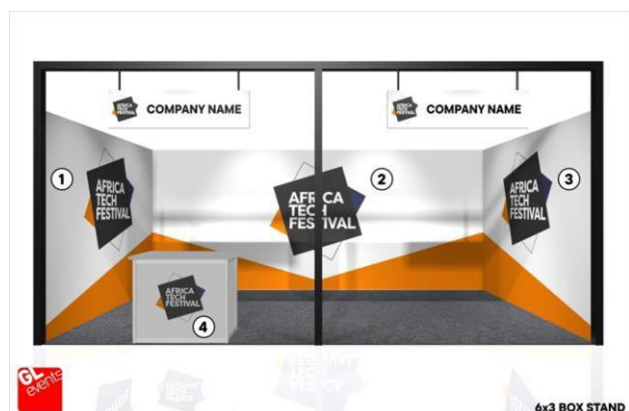 AFRICA
TECH
FESTIVAL
COMPANY NAME
AFRICA
TECH
FESTIVAL
COMPANY NAME
1
AFRICA
TECH
FESTIVAL
2
AFRICA
TECH
FESTIVAL
3
AFRICA
TECH
FESTIVAL
AFRICA
TECH
FESTIVAL
4
GL
events
6x3 BOX STAND